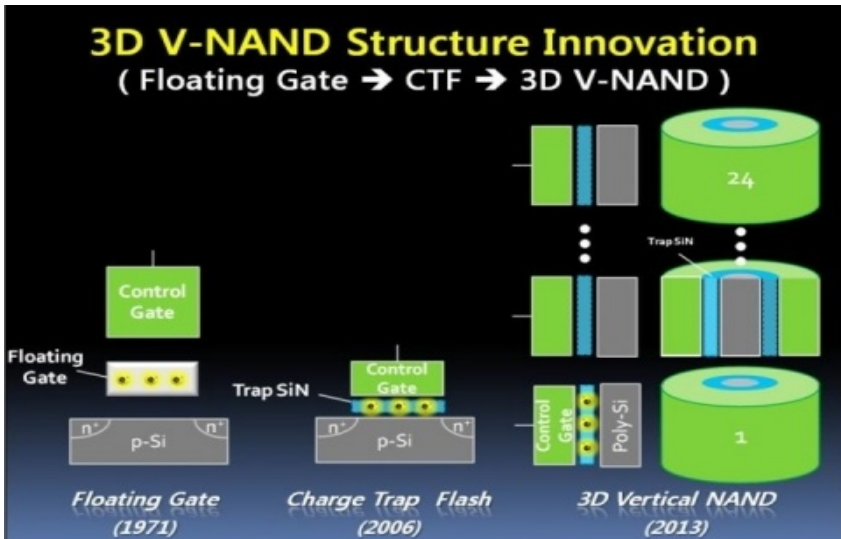 3D V-NAND Structure Innovation
( Floating Gate ➔ CTF ➔ 3D V-NAND )
24
Trap SiN
Control
Gate
Floating
Gate
n⁺
n⁺
p-Si
Control
Gate
Trap SiN
n⁺
n⁺
p-Si
Control
Gate
Poly-Si
1
Floating Gate
(1971)
Charge Trap Flash
(2006)
3D Vertical NAND
(2013)